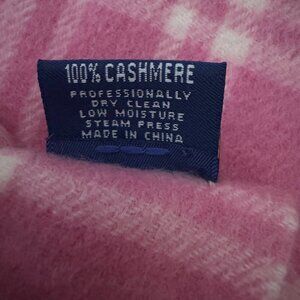 100% CASHMERE
PROFESSIONALLY
DRY CLEAN
LOW MOISTURE
STEAM PRESS
MADE IN CHINA